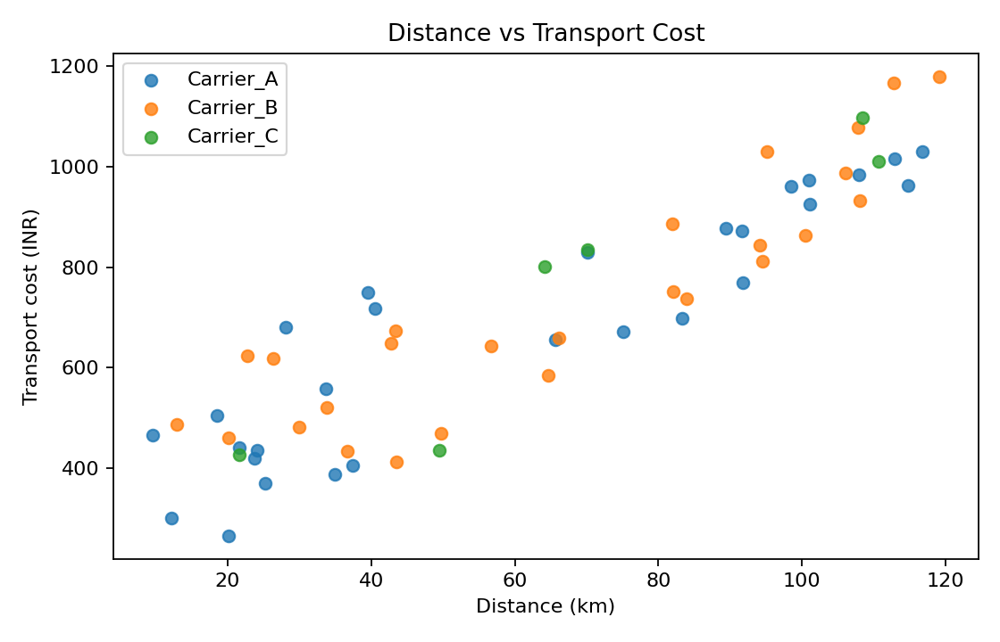 Distance vs Transport Cost
Carrier_A
Carrier_B
Carrier_C
Transport cost (INR)
1200
1000
800
600
400
20 40 60 80 100 120
Distance (km)